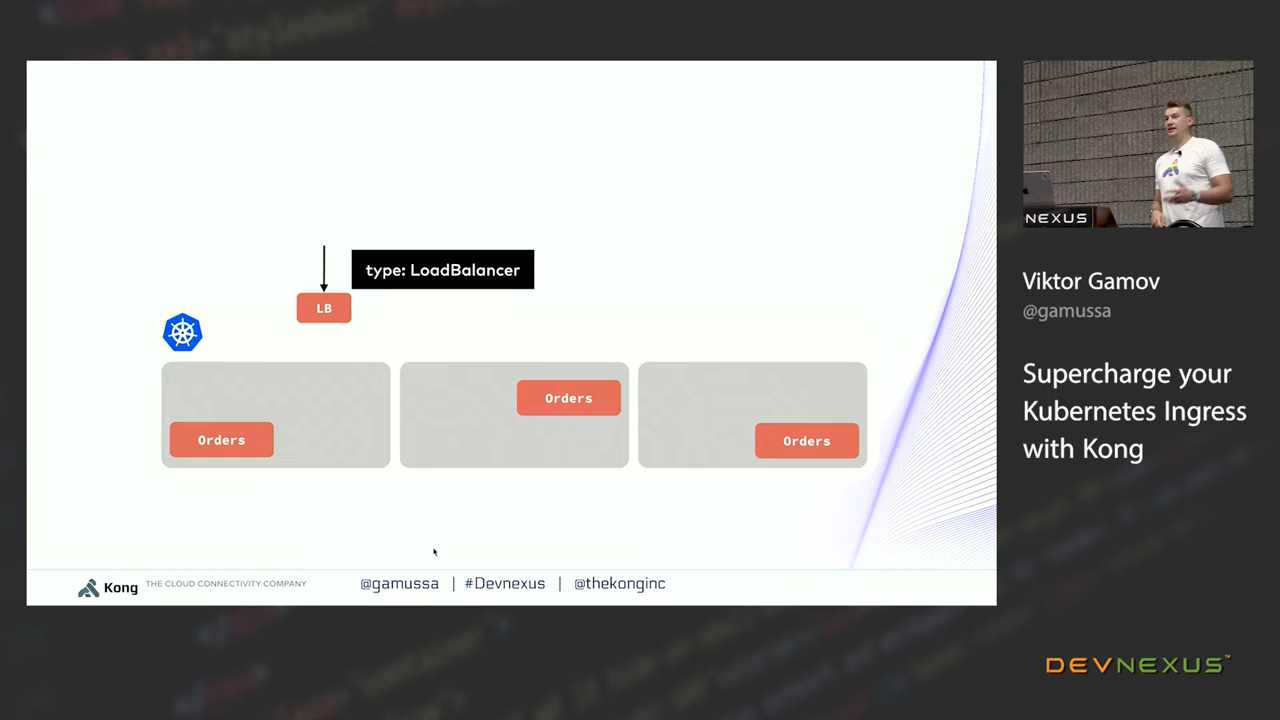 type: LoadBalancer
LB
Orders
Orders
Orders
Kong
THE CLOUD CONNECTIVITY COMPANY
@gamussa | #Devnexus | @thekonginc
NEXUS
Viktor Gamov
@gamussa
Supercharge your
Kubernetes Ingress
with Kong
DEVNEXUS™